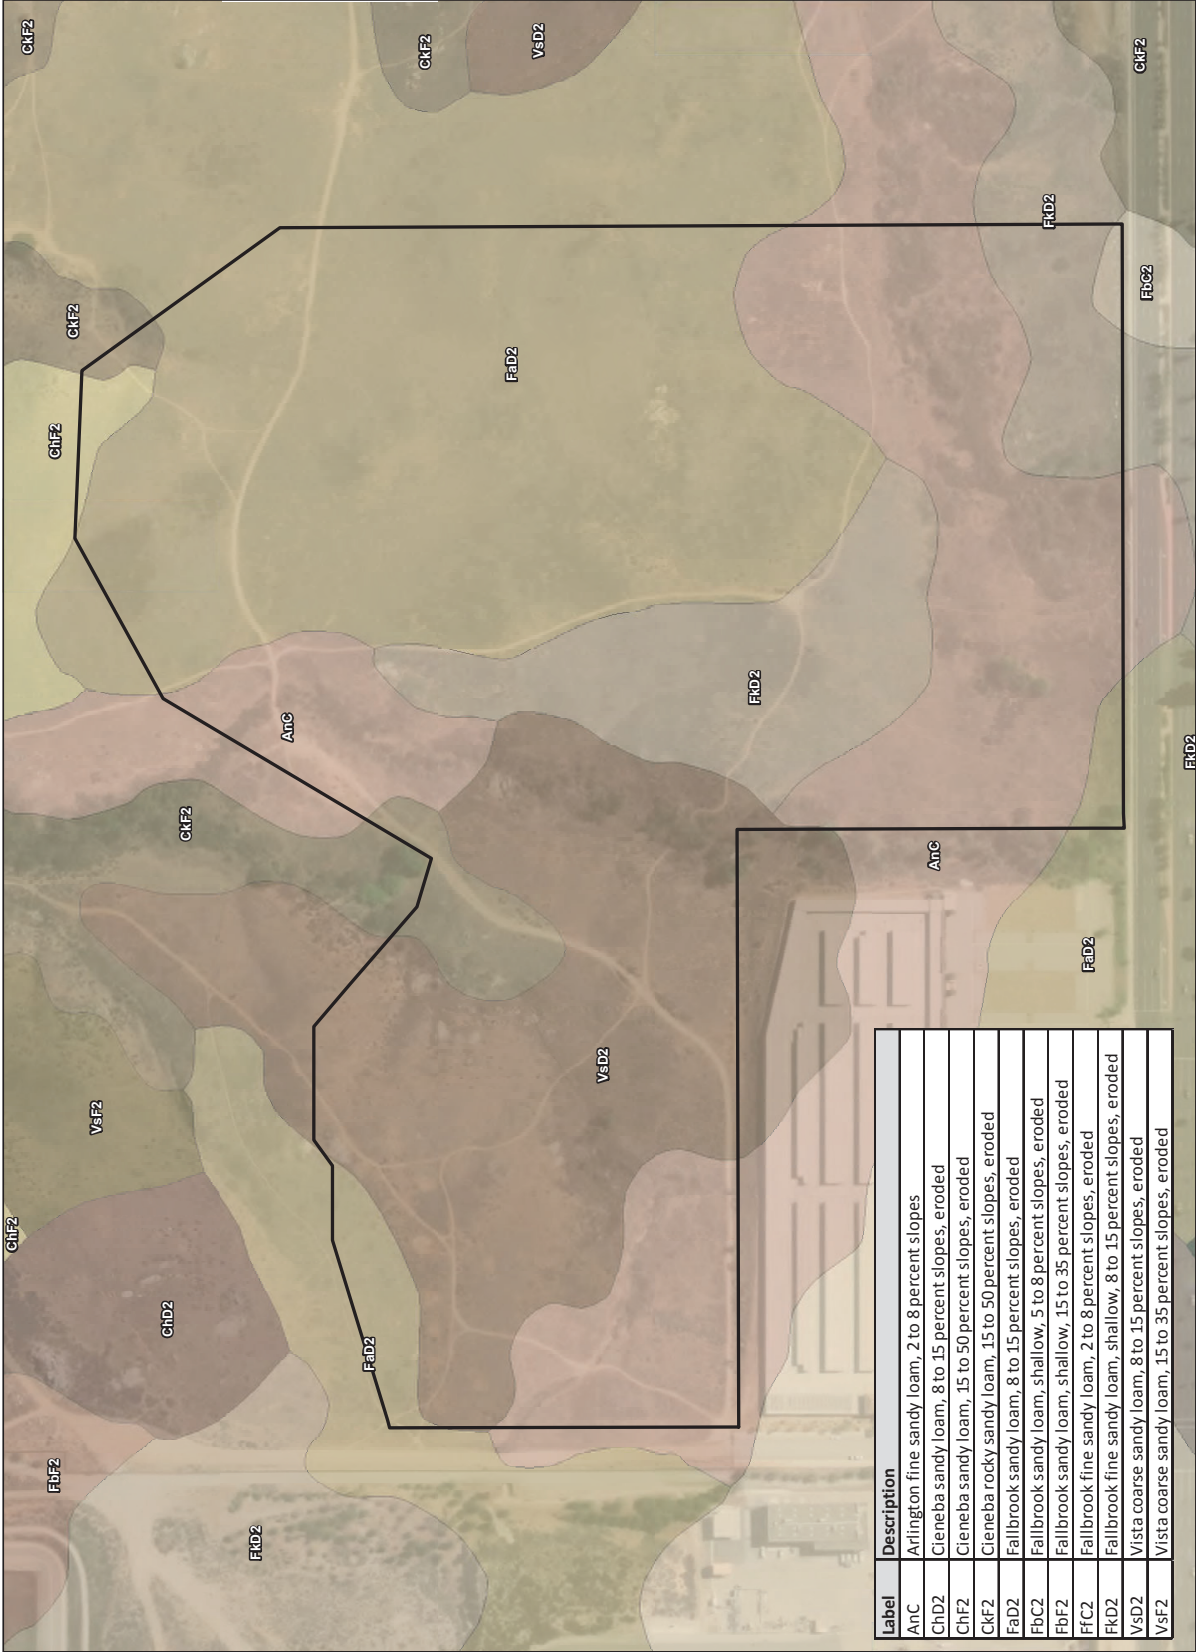 ChF2
CkF2
FbF2
ChF2
CkF2
VsF2
ChD2
CkF2
FkD2
AnC
FaD2
CkF2
FaD2
VsD2
VsD2
FkD2
AnC
FkD2
FaD2
CkF2
FbC2
FkD2
Label Description
AnC Arlington fine sandy loam, 2 to 8 percent slopes
ChD2 Cieneba sandy loam, 8 to 15 percent slopes, eroded
ChF2 Cieneba sandy loam, 15 to 50 percent slopes, eroded
CkF2 Cieneba rocky sandy loam, 15 to 50 percent slopes, eroded
FaD2 Fallbrook sandy loam, 8 to 15 percent slopes, eroded
FbC2 Fallbrook sandy loam, shallow, 5 to 8 percent slopes, eroded
FbF2 Fallbrook sandy loam, shallow, 15 to 35 percent slopes, eroded
FfC2 Fallbrook fine sandy loam, 2 to 8 percent slopes, eroded
FkD2 Fallbrook fine sandy loam, shallow, 8 to 15 percent slopes, eroded
VsD2 Vista coarse sandy loam, 8 to 15 percent slopes, eroded
VsF2 Vista coarse sandy loam, 15 to 35 percent slopes, eroded